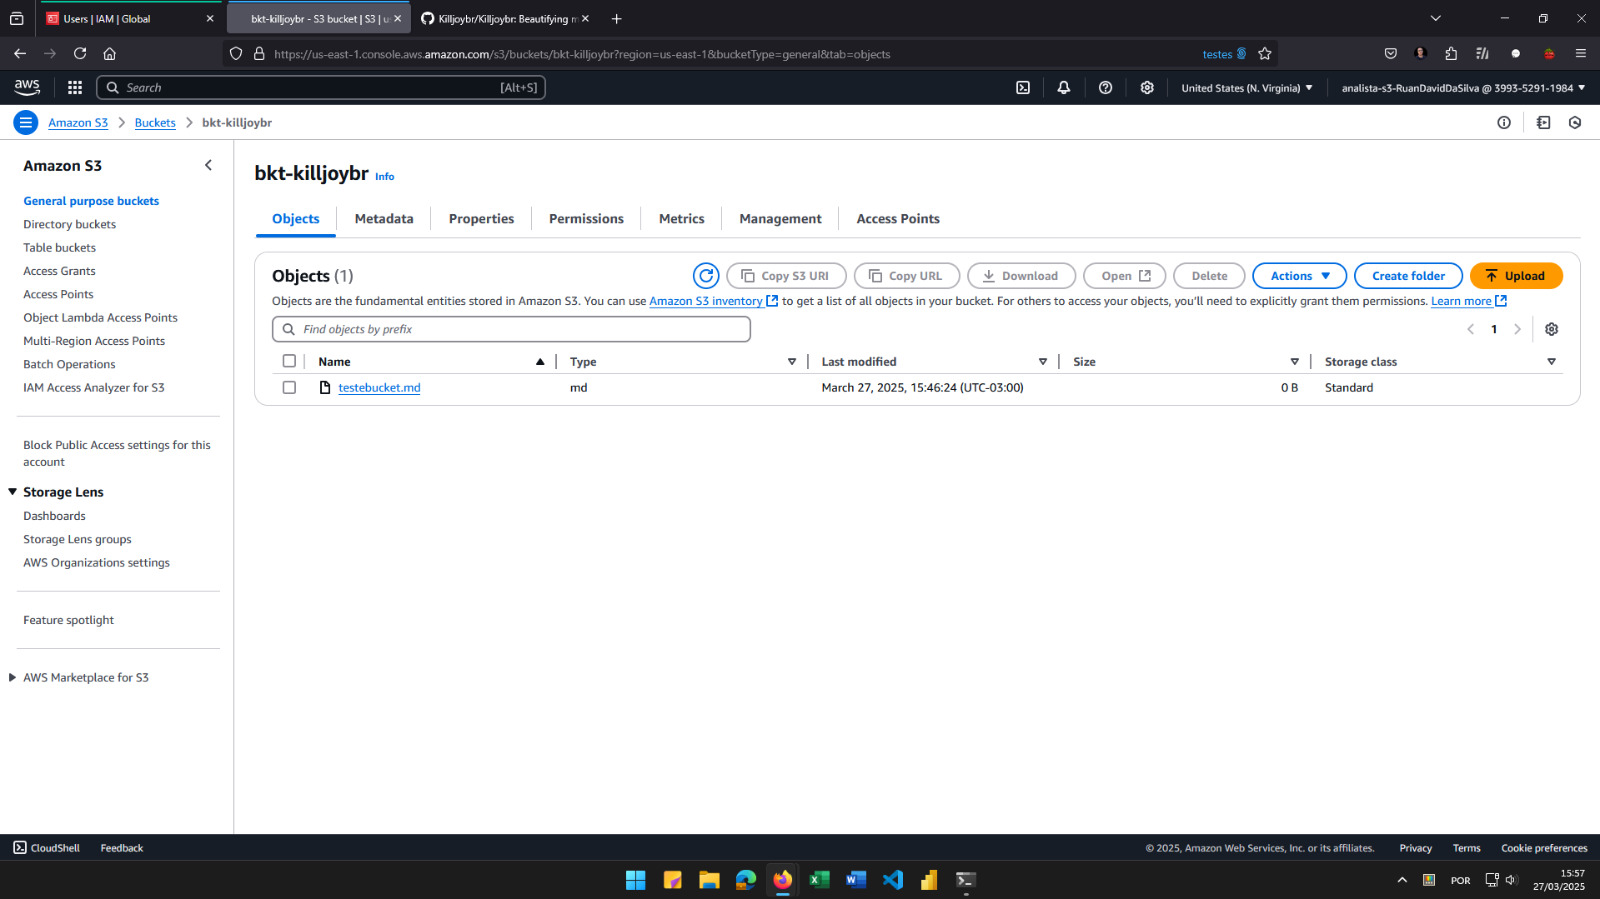 Users | IAM | Global
bkt-killjoybr - S3 bucket | S3 | us
Killjoybr/Killjoybr: Beautifying m
https://us-east-1.console.aws.amazon.com/s3/buckets/bkt-killjoybr?region=us-east-1&bucketType=general&tab=objects
testes
aws
Search
[Alt+S]
United States (N. Virginia)
analista-s3-RuanDavidDaSilva @ 3993-5291-1984
Amazon S3
Buckets
bkt-killjoybr
Amazon S3
General purpose buckets
Directory buckets
Table buckets
Access Grants
Access Points
Object Lambda Access Points
Multi-Region Access Points
Batch Operations
IAM Access Analyzer for S3
Block Public Access settings for this
account
Storage Lens
Dashboards
Storage Lens groups
AWS Organizations settings
Feature spotlight
AWS Marketplace for S3
bkt-killjoybr Info
Objects
Metadata
Properties
Permissions
Metrics
Management
Access Points
Objects (1)
Copy S3 URI
Copy URL
Download
Open
Delete
Actions
Create folder
Upload
Objects are the fundamental entities stored in Amazon S3. You can use Amazon S3 inventory to get a list of all objects in your bucket. For others to access your objects, you'll need to explicitly grant them permissions. Learn more
Find objects by prefix
1
Name
Type
Last modified
Size
Storage class
testebucket.md
md
March 27, 2025, 15:46:24 (UTC-03:00)
0 B
Standard
CloudShell
Feedback
© 2025, Amazon Web Services, Inc. or its affiliates.
Privacy
Terms
Cookie preferences
POR
15:57
27/03/2025